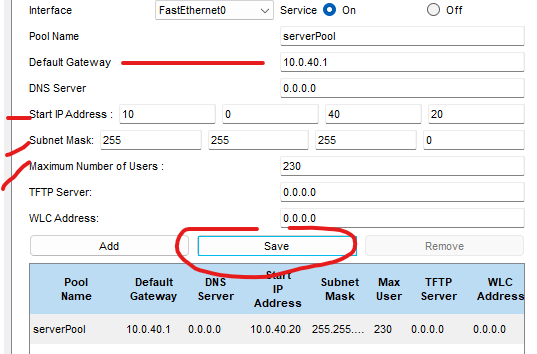 Interface FastEthernet0 Service On Off
Pool Name serverPool
Default Gateway 10.0.40.1
DNS Server 0.0.0.0
Start IP Address : 10 0 40 20
Subnet Mask: 255 255 255 0
Maximum Number of Users : 230
TFTP Server: 0.0.0.0
WLC Address: 0.0.0.0
Add Save Remove
Pool Name Default Gateway DNS Server Start IP Address Subnet Mask Max User TFTP Server WLC Address
serverPool 10.0.40.1 0.0.0.0 10.0.40.20 255.255.... 230 0.0.0.0 0.0.0.0